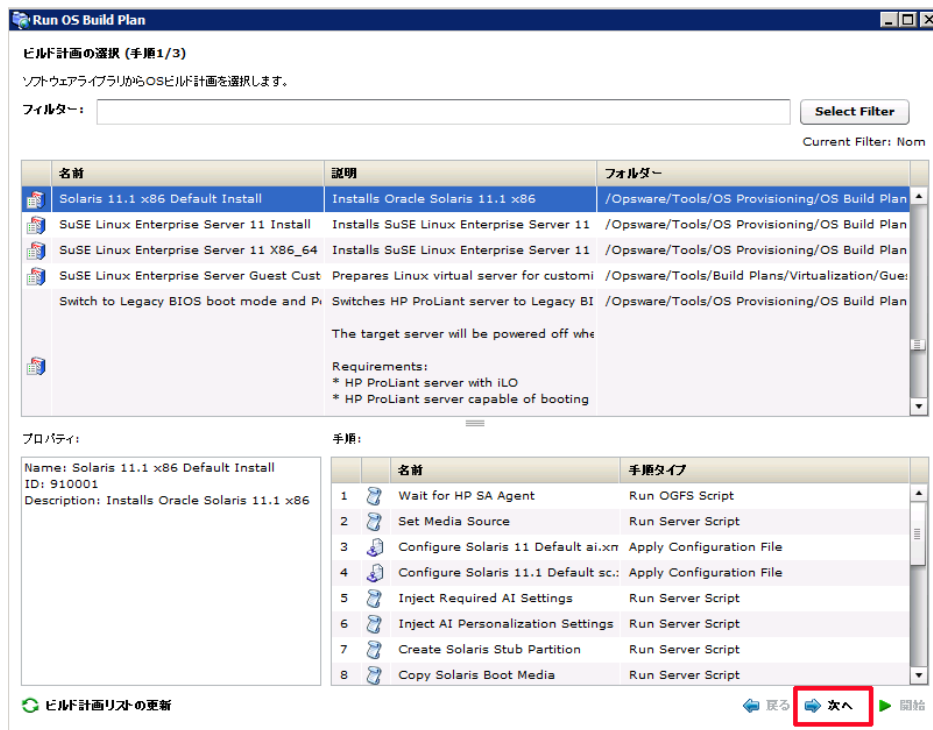 Run OS Build Plan
ビルド計画の選択 (手順1/3)
ソフトウェアライブラリからOSビルド計画を選択します。
フィルター:
Select Filter
Current Filter: Nom
名前 説明 フォルダー
Solaris 11.1 x86 Default Install Installs Oracle Solaris 11.1 x86 /Opsware/Tools/OS Provisioning/OS Build Plan
SuSE Linux Enterprise Server 11 Install Installs SuSE Linux Enterprise Server 11 /Opsware/Tools/OS Provisioning/OS Build Plan
SuSE Linux Enterprise Server 11 X86_64 Installs SuSE Linux Enterprise Server 11 /Opsware/Tools/OS Provisioning/OS Build Plan
SuSE Linux Enterprise Server Guest Cust Prepares Linux virtual server for customi /Opsware/Tools/Build Plans/Virtualization/Gue
Switch to Legacy BIOS boot mode and P Switches HP ProLiant server to Legacy BI /Opsware/Tools/OS Provisioning/OS Build Plan
The target server will be powered off whe
Requirements:
* HP ProLiant server with iLO
* HP ProLiant server capable of booting
プロパティ:
Name: Solaris 11.1 x86 Default Install
ID: 910001
Description: Installs Oracle Solaris 11.1 x86
手順:
名前 手順タイプ
1 Wait for HP SA Agent Run OGFS Script
2 Set Media Source Run Server Script
3 Configure Solaris 11 Default ai.xm Apply Configuration File
4 Configure Solaris 11.1 Default sc. Apply Configuration File
5 Inject Required AI Settings Run Server Script
6 Inject AI Personalization Settings Run Server Script
7 Create Solaris Stub Partition Run Server Script
8 Copy Solaris Boot Media Run Server Script
ビルド計画リストの更新
戻る 次へ 開始